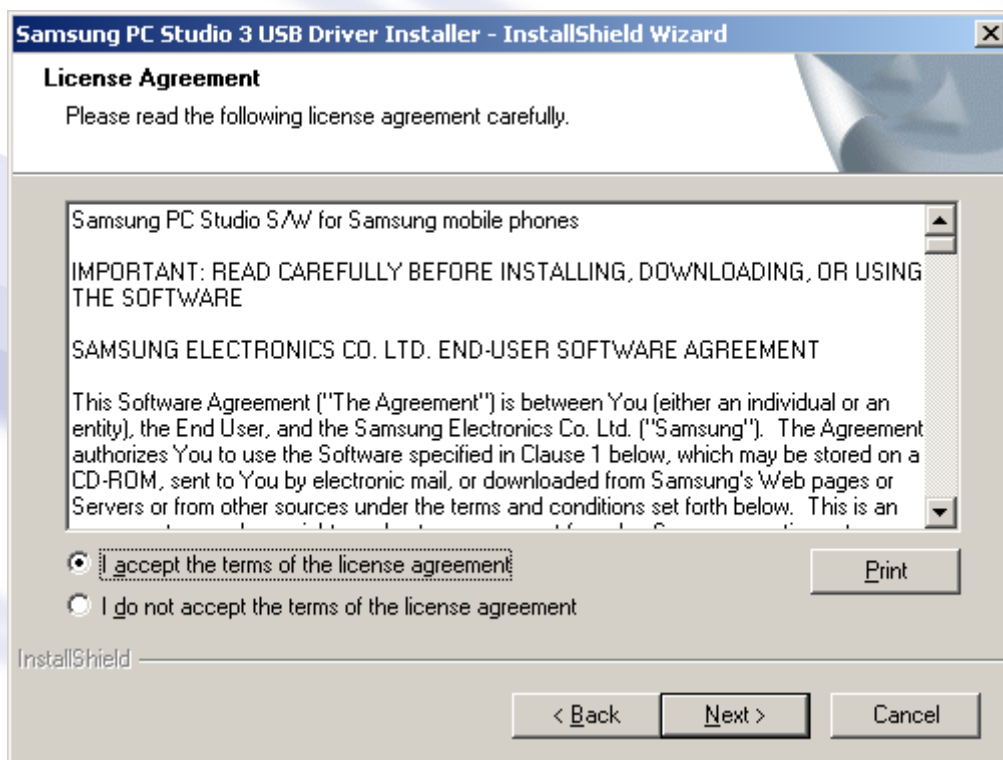 Samsung PC Studio 3 USB Driver Installer - InstallShield Wizard
License Agreement
Please read the following license agreement carefully.
Samsung PC Studio S/W for Samsung mobile phones
IMPORTANT: READ CAREFULLY BEFORE INSTALLING, DOWNLOADING, OR USING
THE SOFTWARE
SAMSUNG ELECTRONICS CO. LTD. END-USER SOFTWARE AGREEMENT
This Software Agreement ("The Agreement") is between You (either an individual or an
entity), the End User, and the Samsung Electronics Co. Ltd. ("Samsung"). The Agreement
authorizes You to use the Software specified in Clause 1 below, which may be stored on a
CD-ROM, sent to You by electronic mail, or downloaded from Samsung's Web pages or
Servers or from other sources under the terms and conditions set forth below. This is an
I accept the terms of the license agreement
Print
I do not accept the terms of the license agreement
InstallShield
< Back
Next >
Cancel